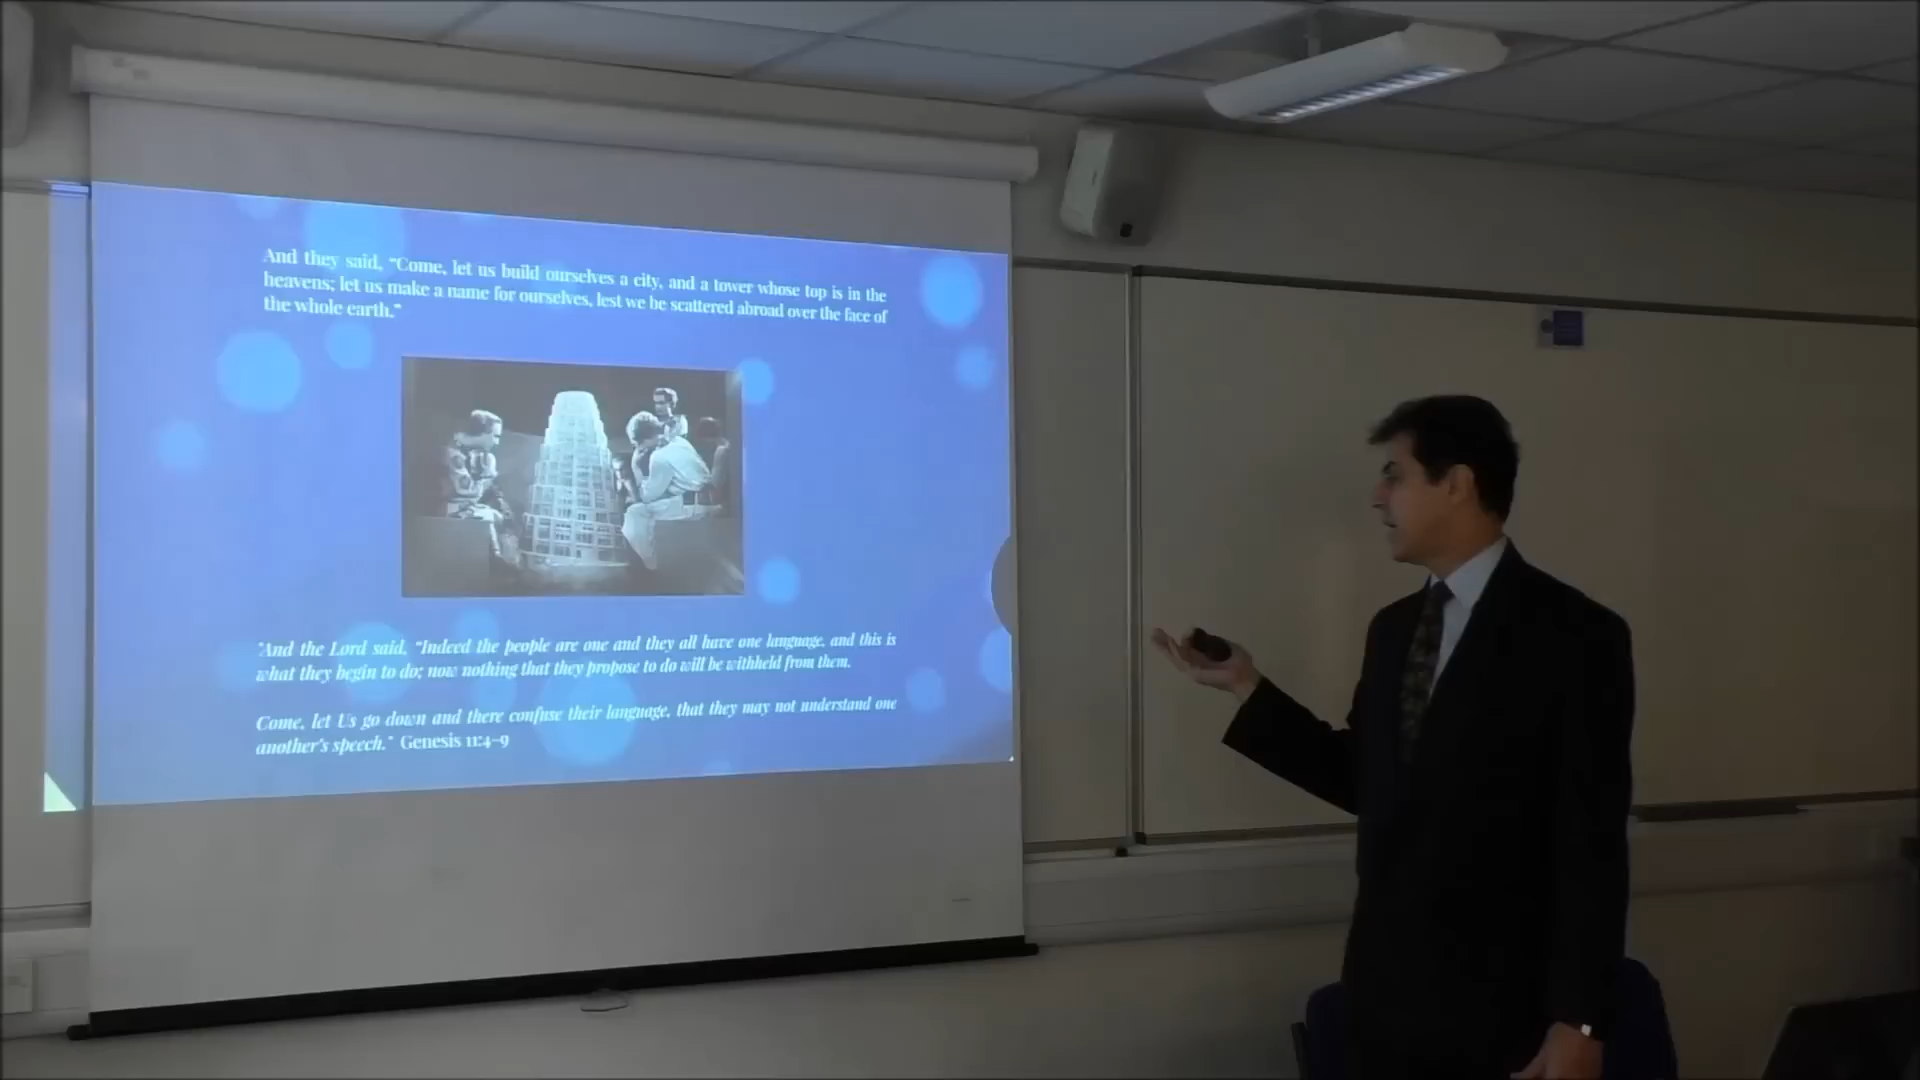 And they said, "Come, let us build ourselves a city, and a tower whose top is in the
heavens; let us make a name for ourselves, lest we be scattered abroad over the face of
the whole earth."
"And the Lord said, "Indeed the people are one and they all have one language, and this is
what they begin to do; now nothing that they propose to do will be withheld from them.
Come, let Us go down and there confuse their language, that they may not understand one
another's speech." Genesis 11:4–9